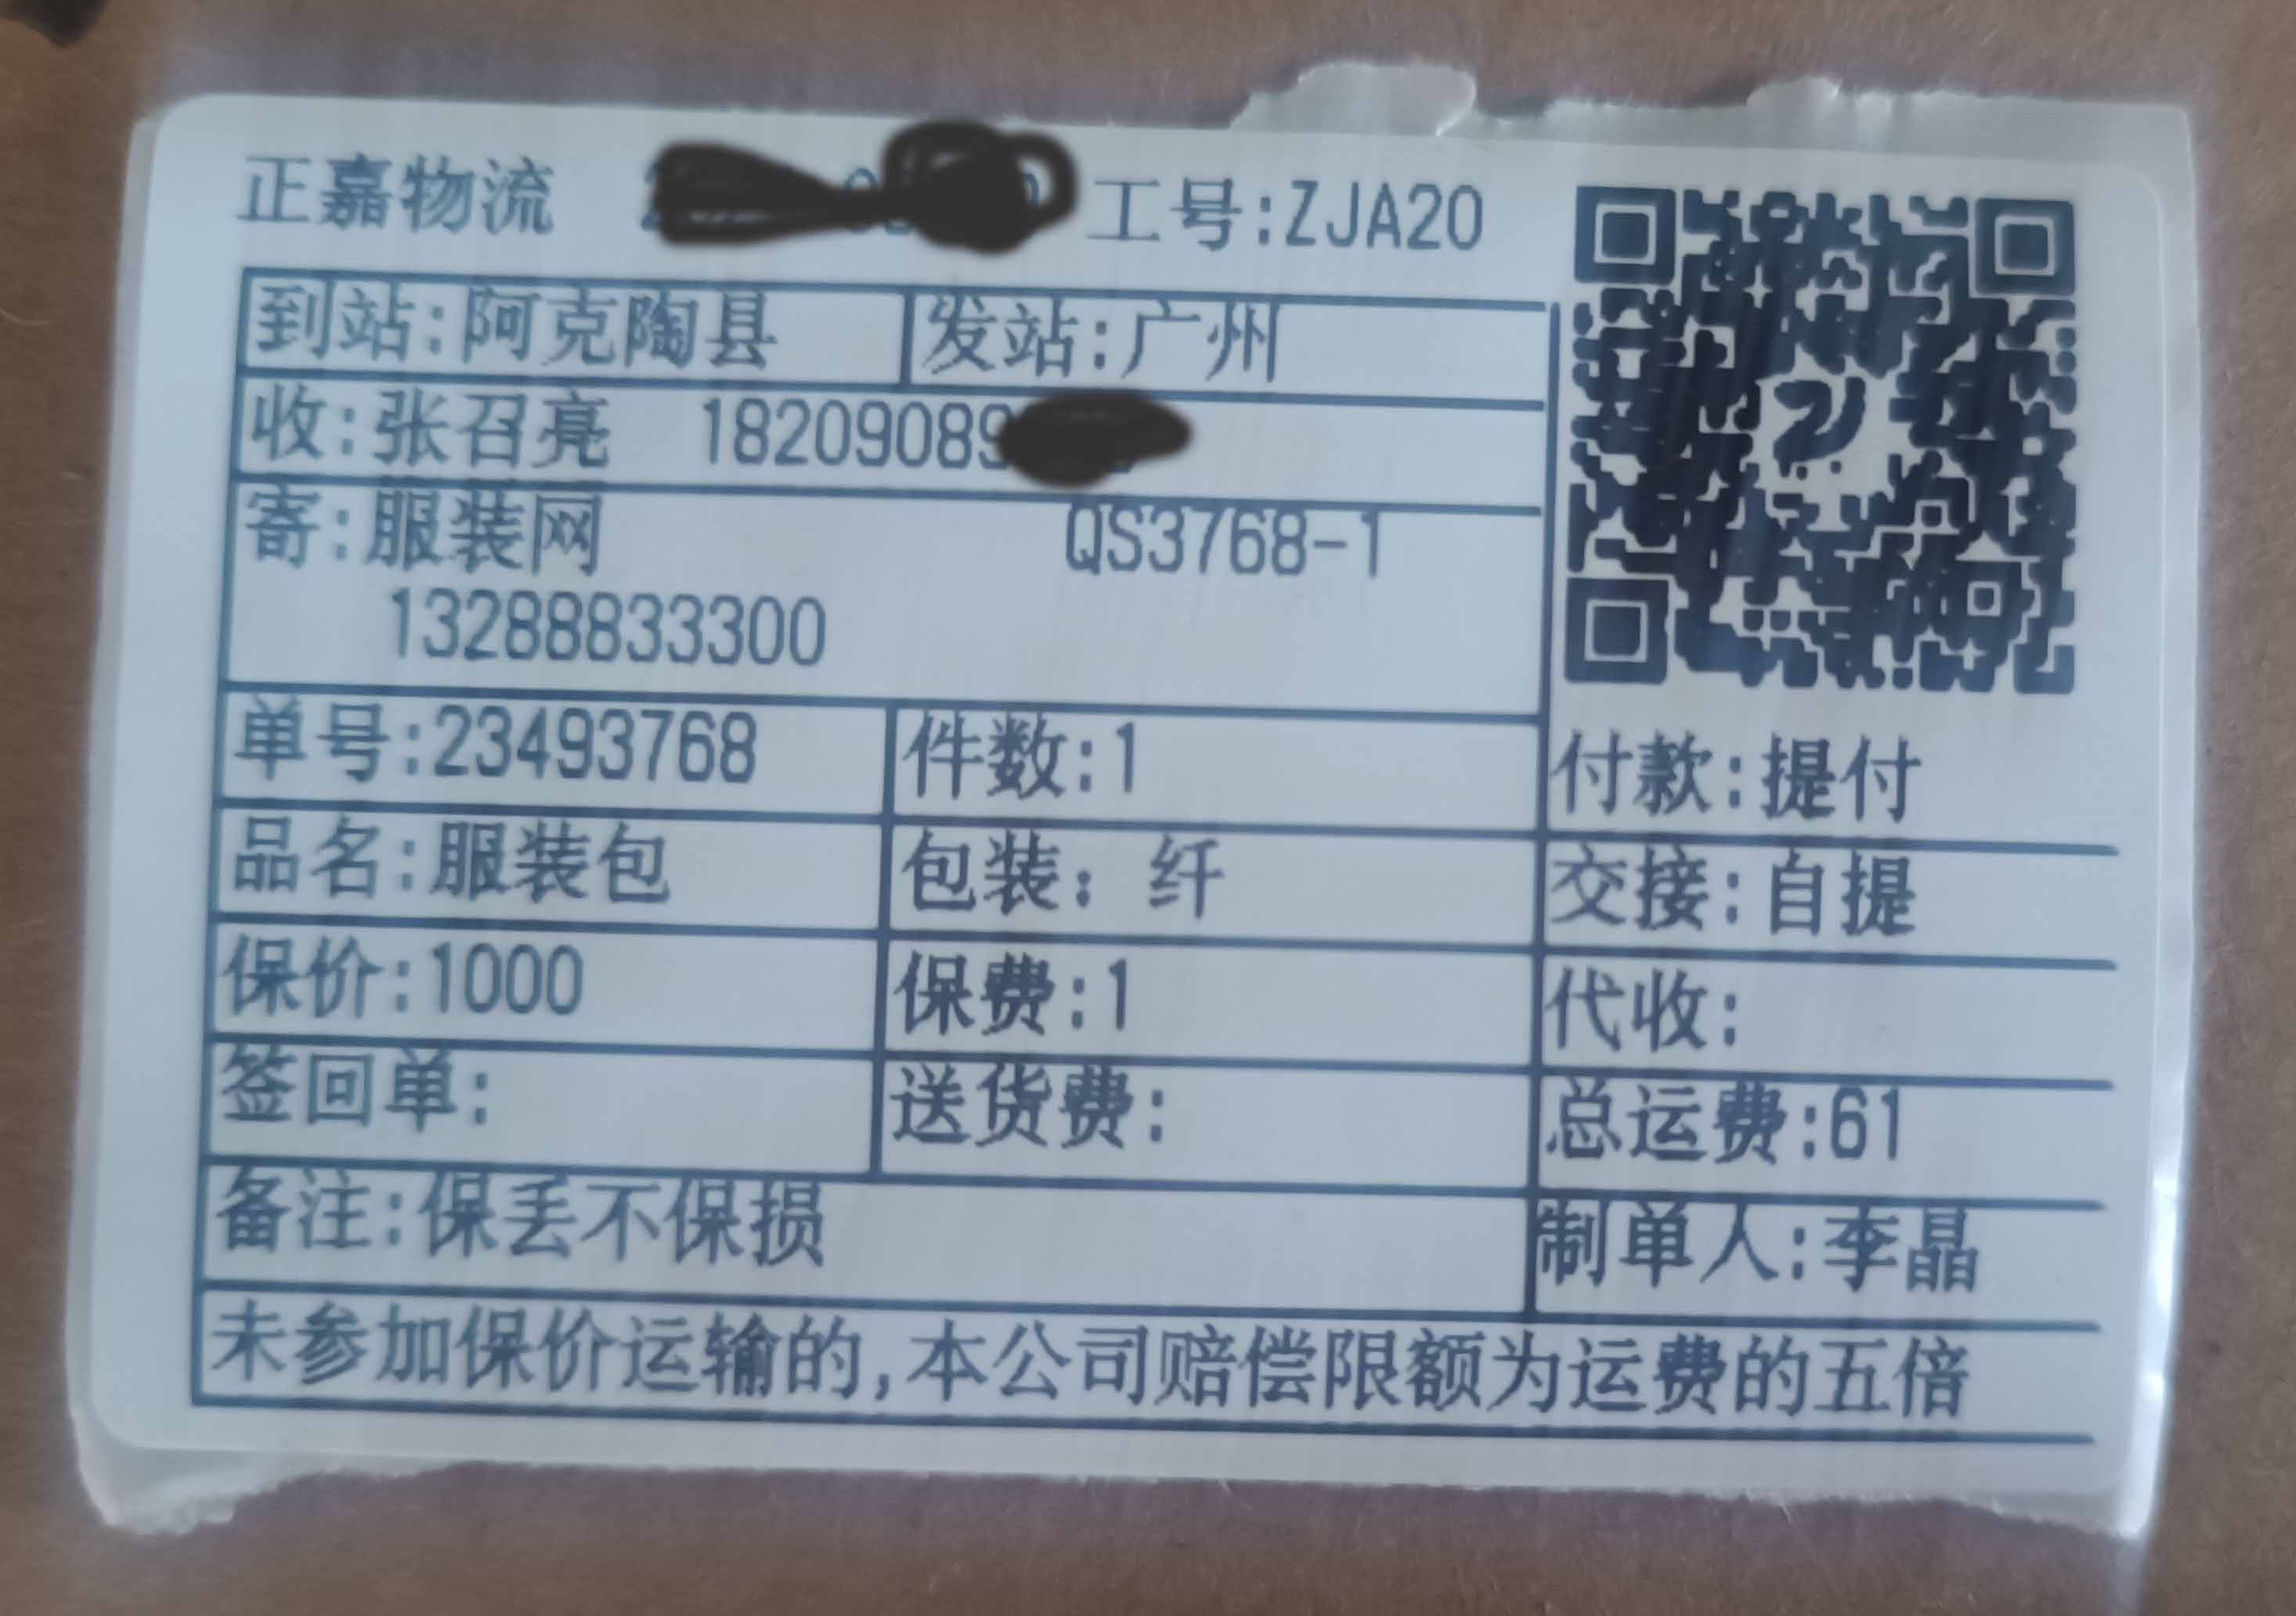 正嘉物流 工号:ZJA20
到站:阿克陶县 发站:广州
收:张召亮 18209089
寄:服装网 QS3768-1
13288833300
单号:23493768 件数:1 付款:提付
品名:服装包 包装：纤 交接:自提
保价:1000 保费:1 代收:
签回单: 送货费: 总运费:61
备注:保丢不保损 制单人:李晶
未参加保价运输的,本公司赔偿限额为运费的五倍